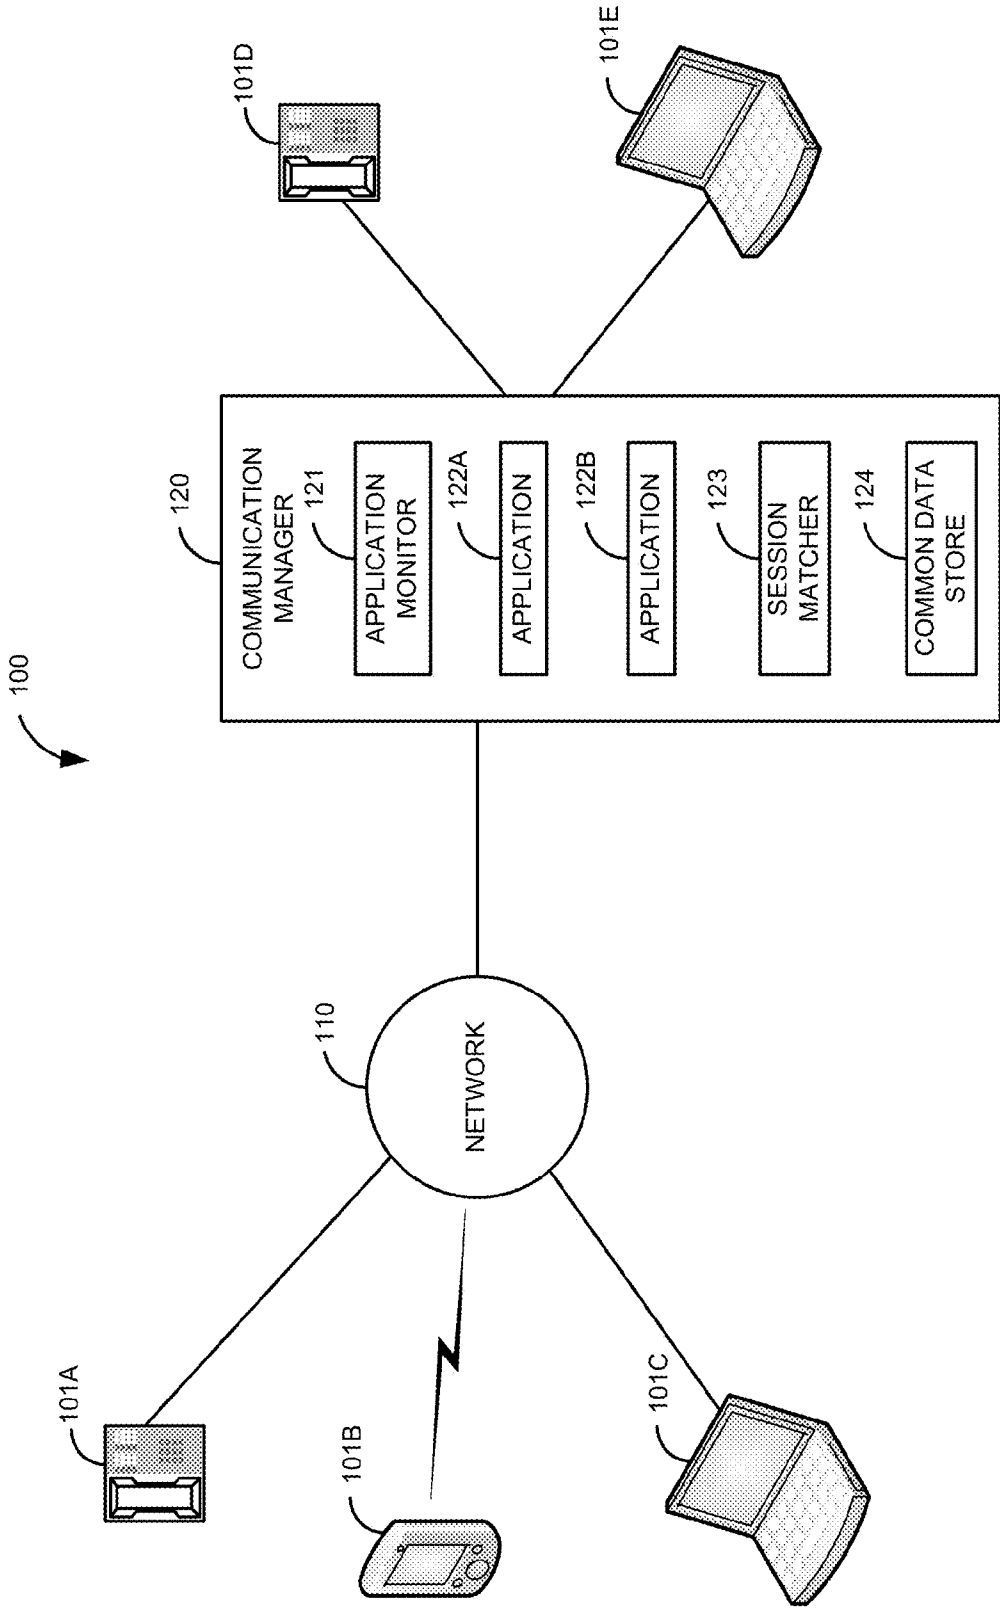 100
101A
101B
101C
110
NETWORK
120
COMMUNICATION
MANAGER
121
APPLICATION
MONITOR
122A
APPLICATION
122B
APPLICATION
123
SESSION
MATCHER
124
COMMON DATA
STORE
101D
101E